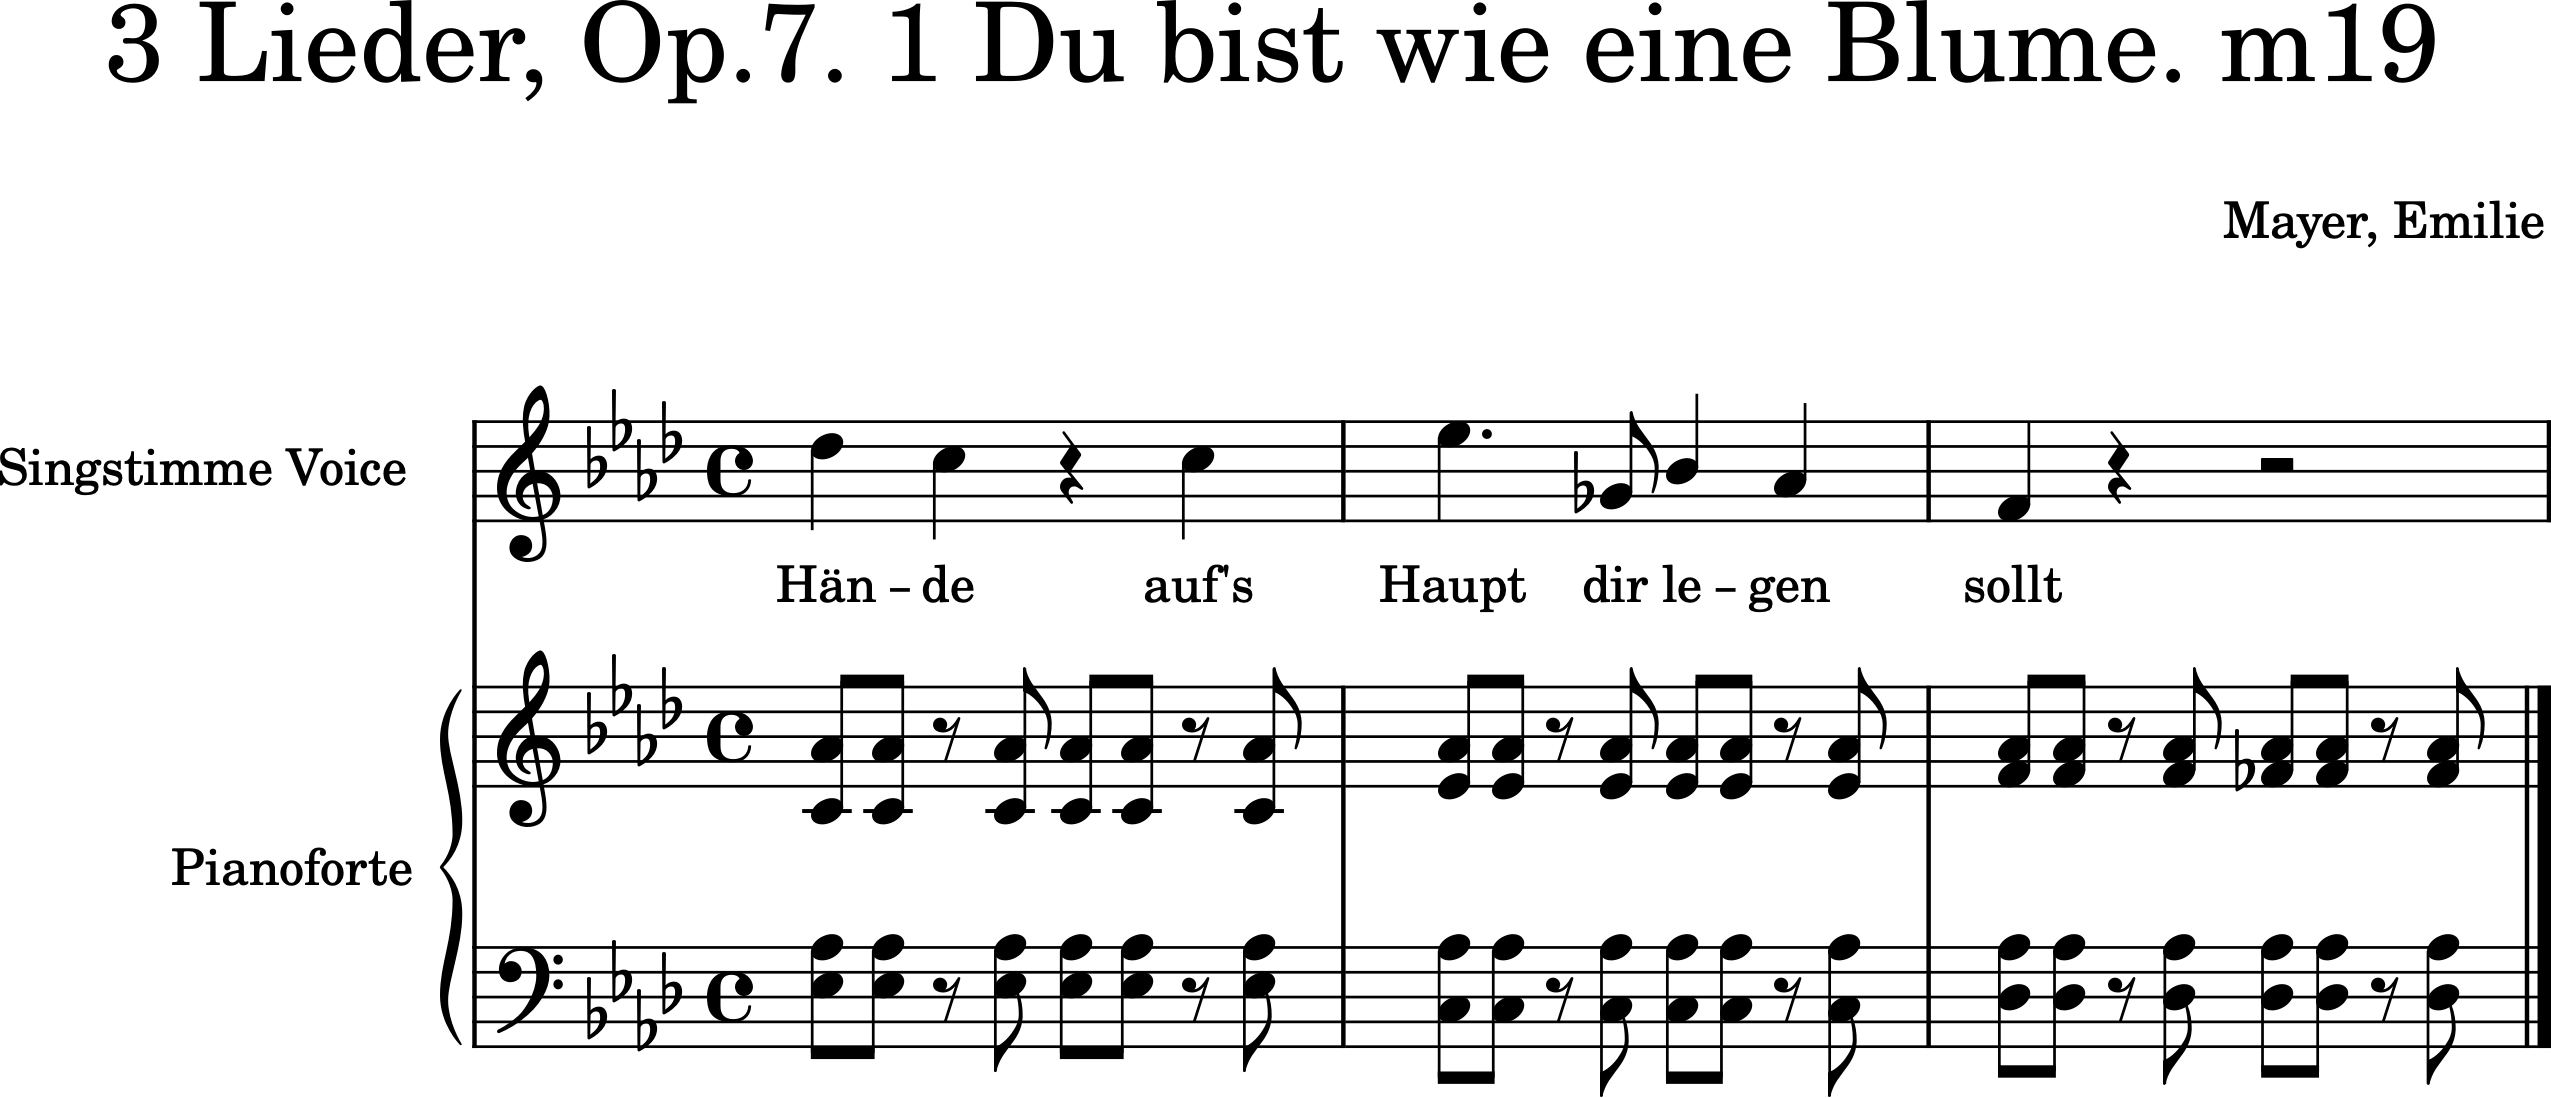 3 Lieder, Op.7. 1 Du bist wie eine Blume. m19
Mayer, Emilie
Singstimme Voice
Hän – de auf's Haupt dir le – gen sollt
Pianoforte